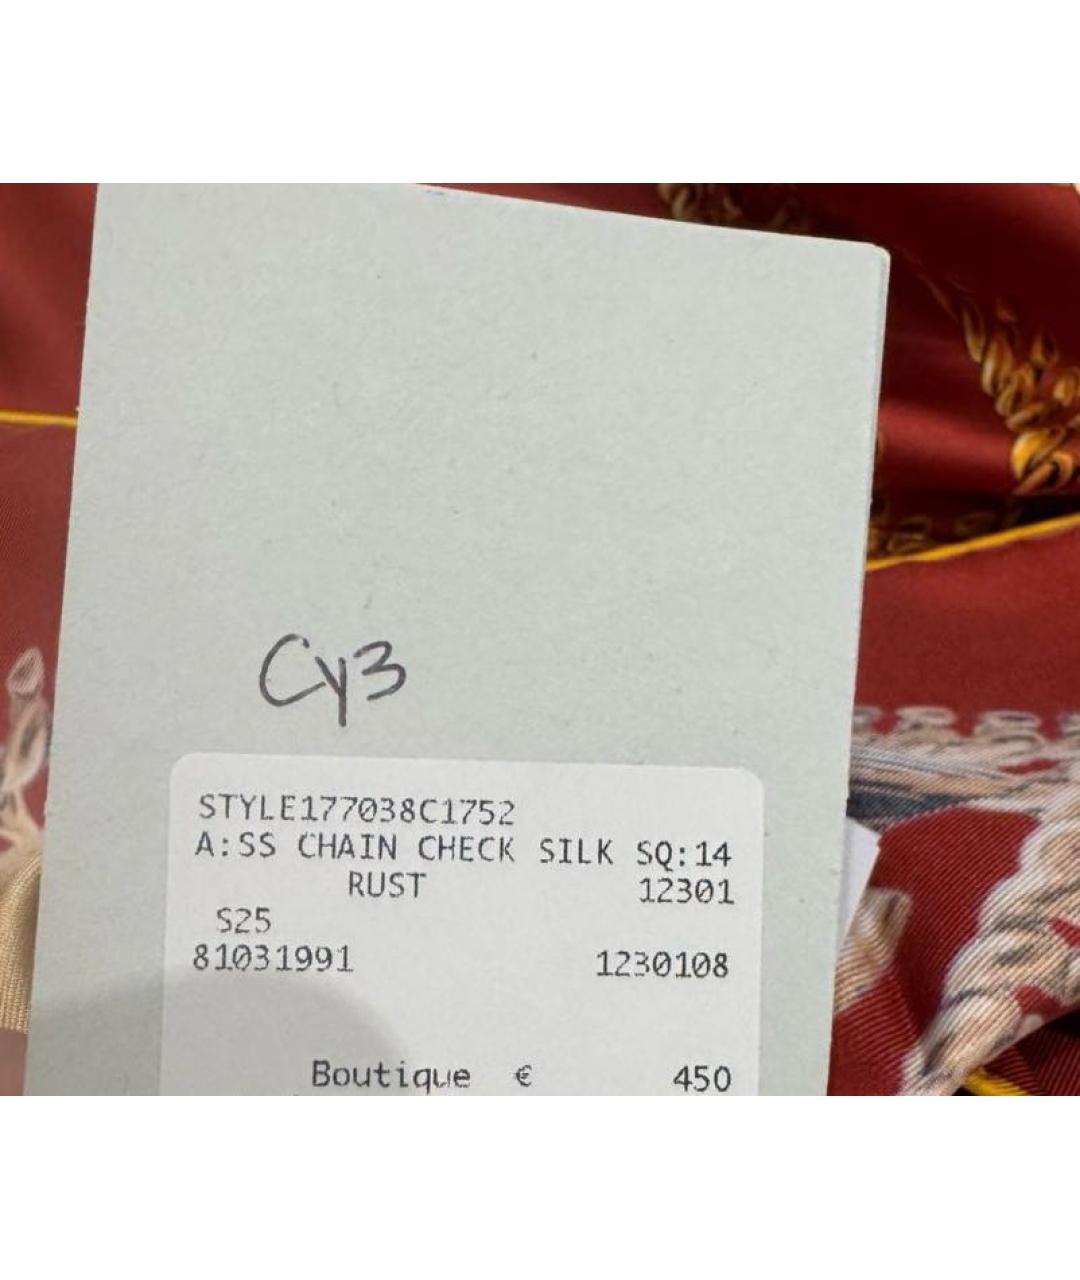 Cy3
STYLE177038C1752
A:SS CHAIN CHECK SILK SQ:14
RUST 12301
S25
81031991 1230108
Boutique € 450